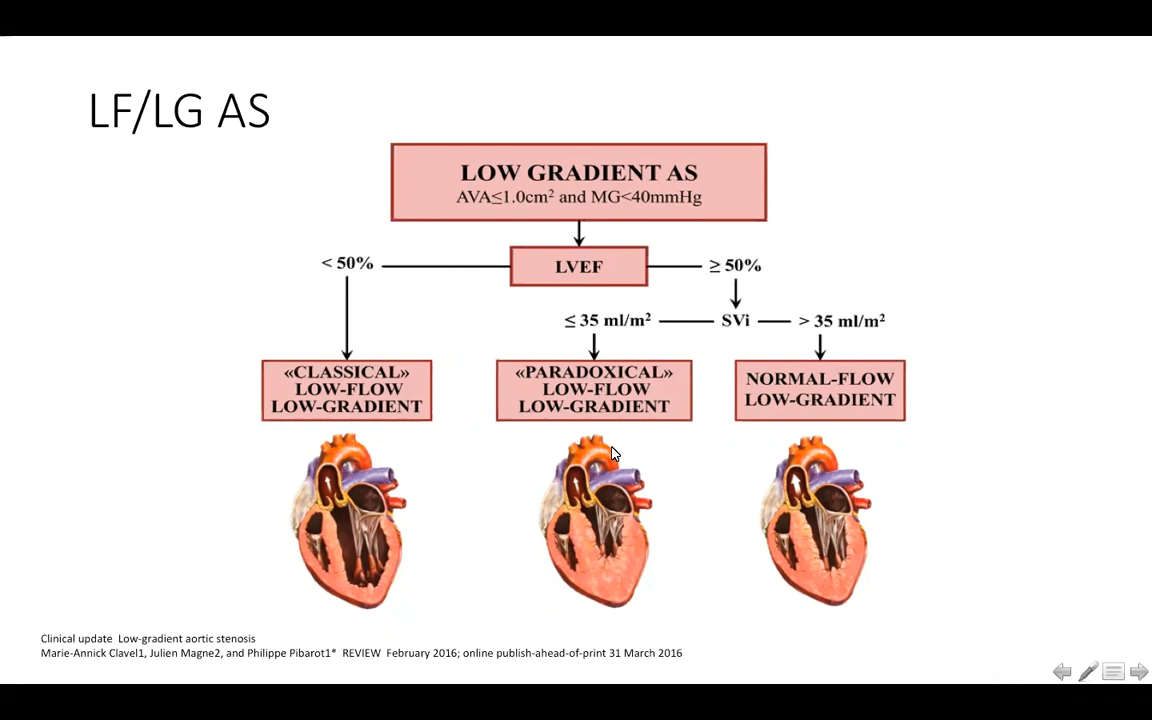 LF/LG AS
LOW GRADIENT AS
AVA≤1.0cm² and MG<40mmHg
< 50%
LVEF
≥ 50%
≤ 35 ml/m²
SVi
> 35 ml/m²
«CLASSICAL»
LOW-FLOW
LOW-GRADIENT
«PARADOXICAL»
LOW-FLOW
LOW-GRADIENT
NORMAL-FLOW
LOW-GRADIENT
Clinical update  Low-gradient aortic stenosis
Marie-Annick Clavel1, Julien Magne2, and Philippe Pibarot1*  REVIEW  February 2016; online publish-ahead-of-print 31 March 2016